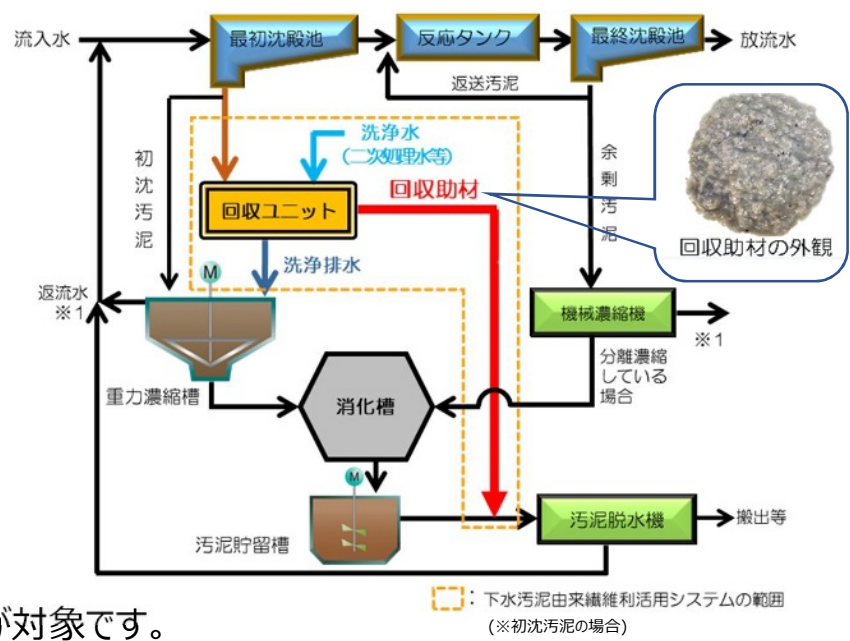 流入水
最初沈殿池
反応タンク
最終沈殿池
放流水
返送汚泥
洗浄水
(二次処理水等)
初沈汚泥
余剰汚泥
回収助材
回収ユニット
回収助材の外観
洗浄排水
M
返流水
※1
機械濃縮機
※1
分離濃縮
している
場合
重力濃縮槽
消化槽
M
汚泥貯留槽
汚泥脱水機
搬出等
：下水汚泥由来繊維利活用システムの範囲
(※初沈汚泥の場合)
が対象です。